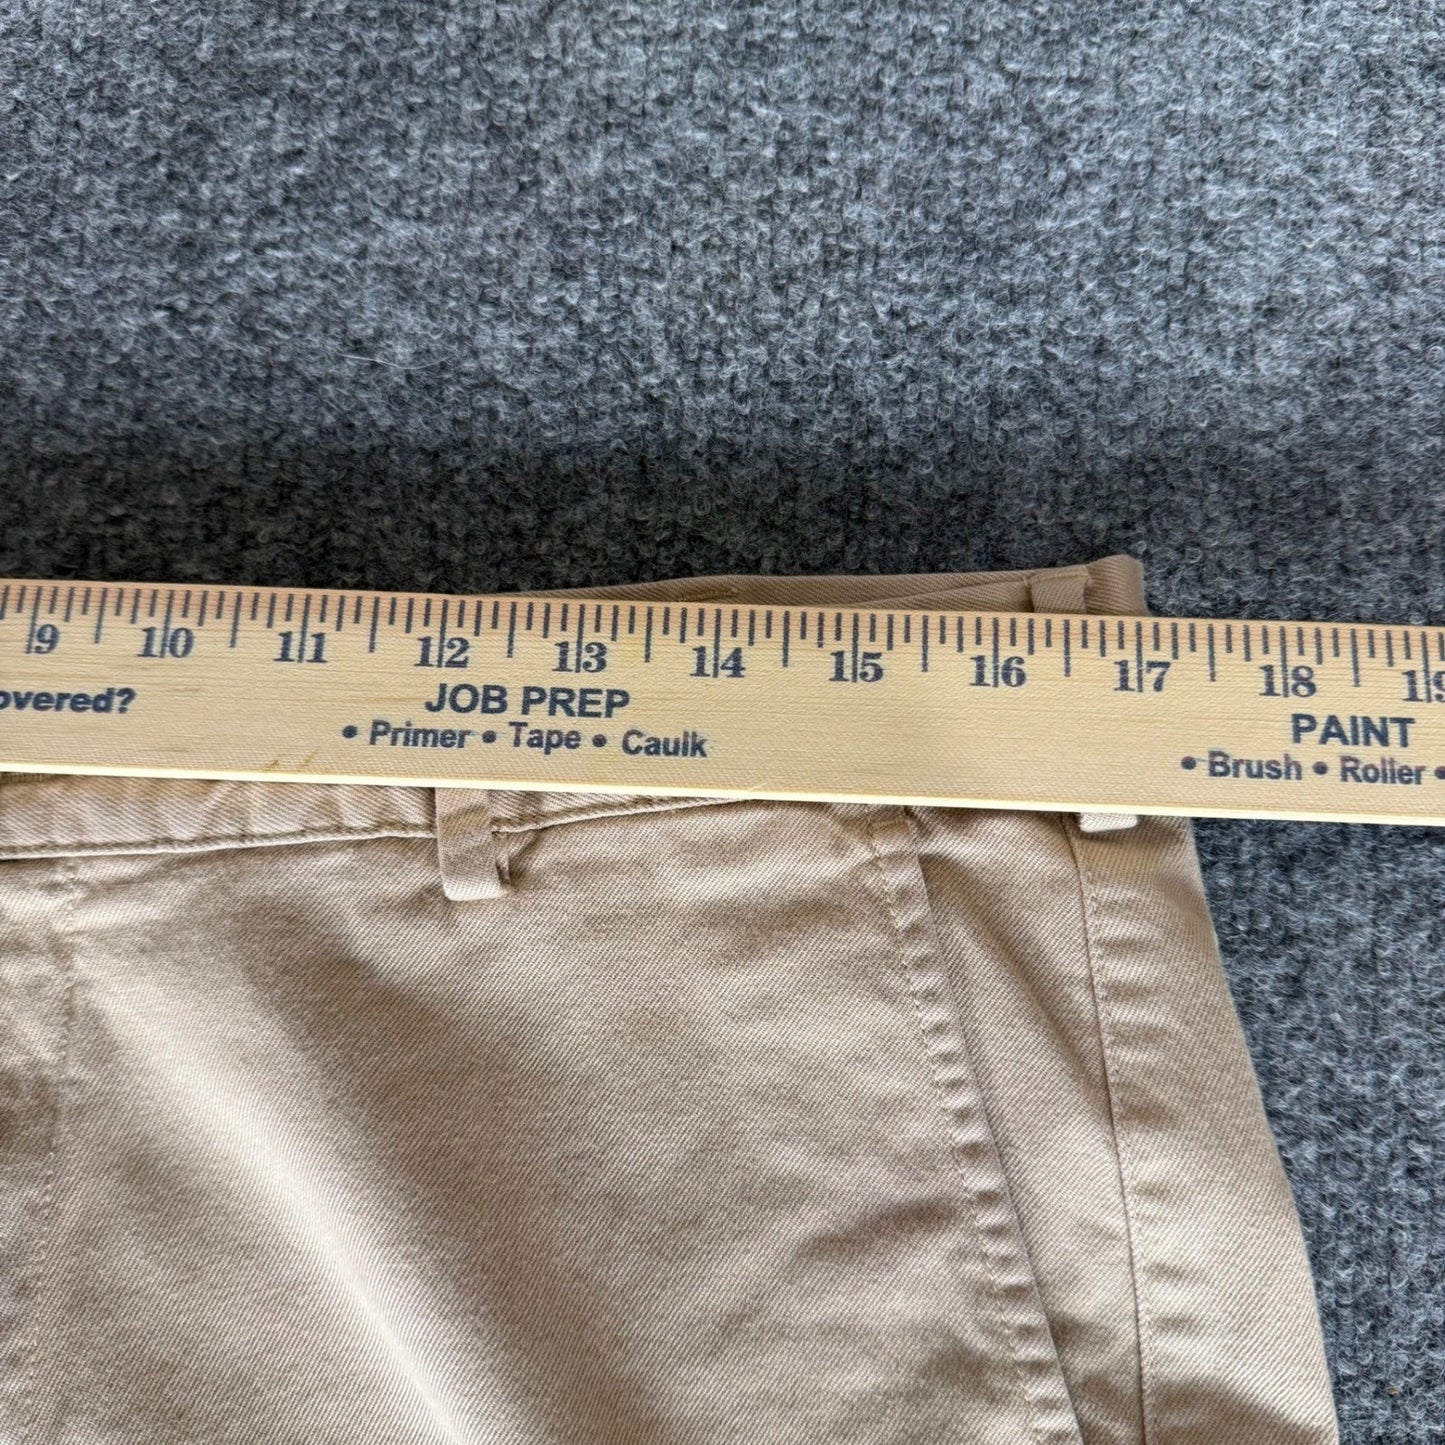 9 10 11 12 13 14 15 16 17 18 19
overed? JOB PREP PAINT
• Primer • Tape • Caulk • Brush • Roller •